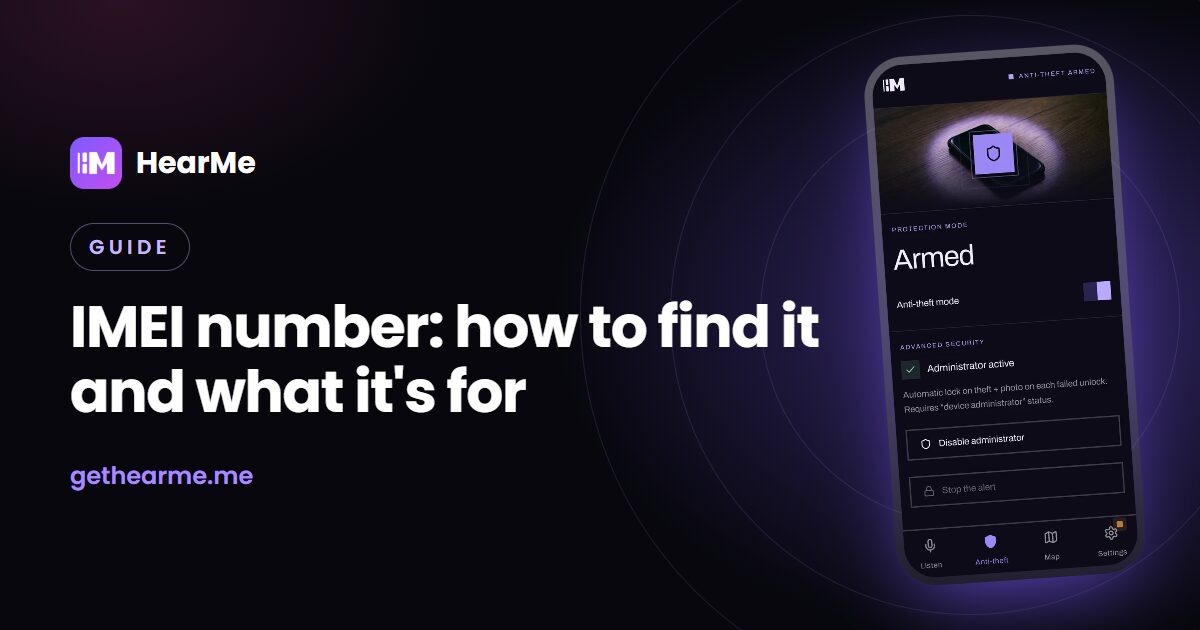 HearMe
GUIDE
IMEI number: how to find it
and what it's for
gethearme.me
ANTI-THEFT ARMED
PROTECTION MODE
Armed
Anti-theft mode
ADVANCED SECURITY
Administrator active
Automatic lock on theft + photo on each failed unlock.
Requires "device administrator" status.
Disable administrator
Stop the alert
Listen
Anti-theft
Map
Settings